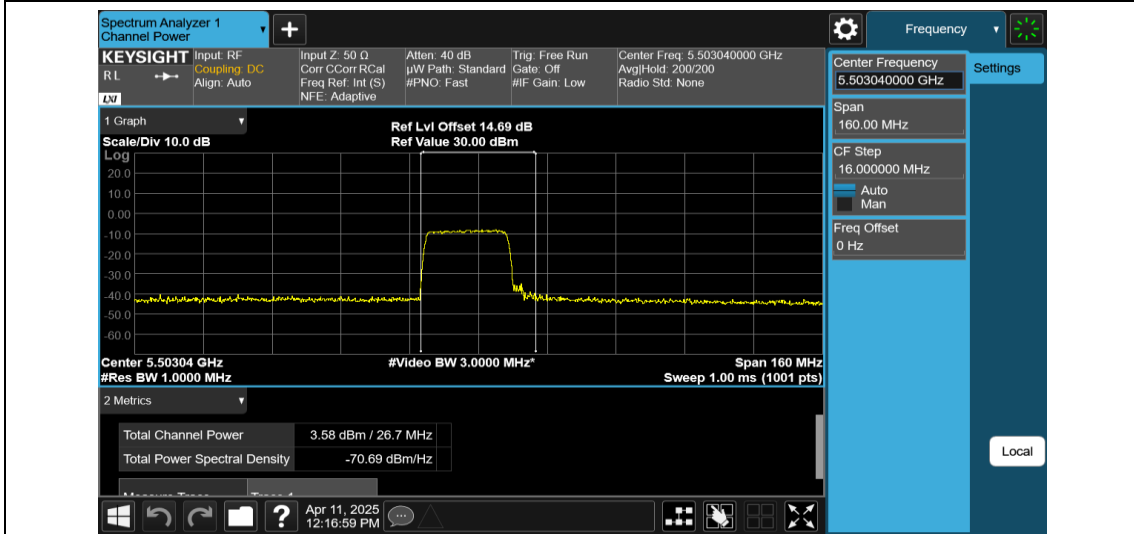 Spectrum Analyzer 1
Channel Power
Frequency
KEYSIGHT
R L
LXI
Input: RF
Coupling: DC
Align: Auto
Input Z: 50 Ω
Corr CCorr RCal
Freq Ref: Int (S)
NFE: Adaptive
Atten: 40 dB
µW Path: Standard
#PNO: Fast
Trig: Free Run
Gate: Off
#IF Gain: Low
Center Freq: 5.503040000 GHz
Avg|Hold: 200/200
Radio Std: None
Center Frequency
5.503040000 GHz
Settings
Span
160.00 MHz
CF Step
16.000000 MHz
Auto
Man
Freq Offset
0 Hz
1 Graph
Scale/Div 10.0 dB
Ref Lvl Offset 14.69 dB
Ref Value 30.00 dBm
Log
20.0
10.0
0.00
-10.0
-20.0
-30.0
-40.0
-50.0
-60.0
Center 5.50304 GHz
#Video BW 3.0000 MHz*
Span 160 MHz
#Res BW 1.0000 MHz
Sweep 1.00 ms (1001 pts)
2 Metrics
Total Channel Power 3.58 dBm / 26.7 MHz
Total Power Spectral Density -70.69 dBm/Hz
Local
? Apr 11, 2025
12:16:59 PM